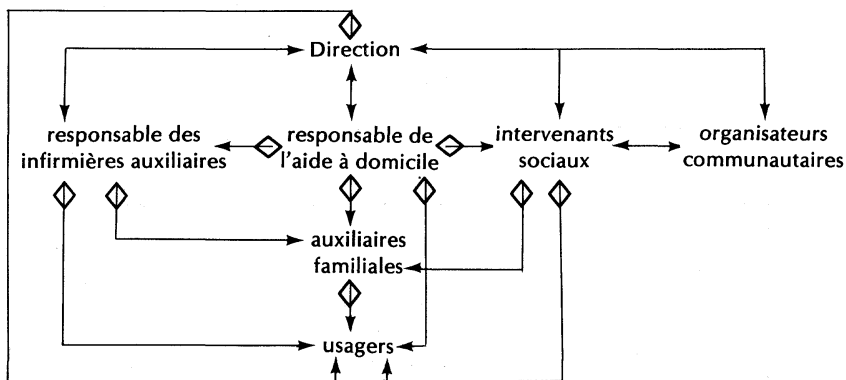 Direction
responsable des
infirmières auxiliaires
responsable de
l'aide à domicile
intervenants
sociaux
organisateurs
communautaires
auxiliaires
familiales
usagers